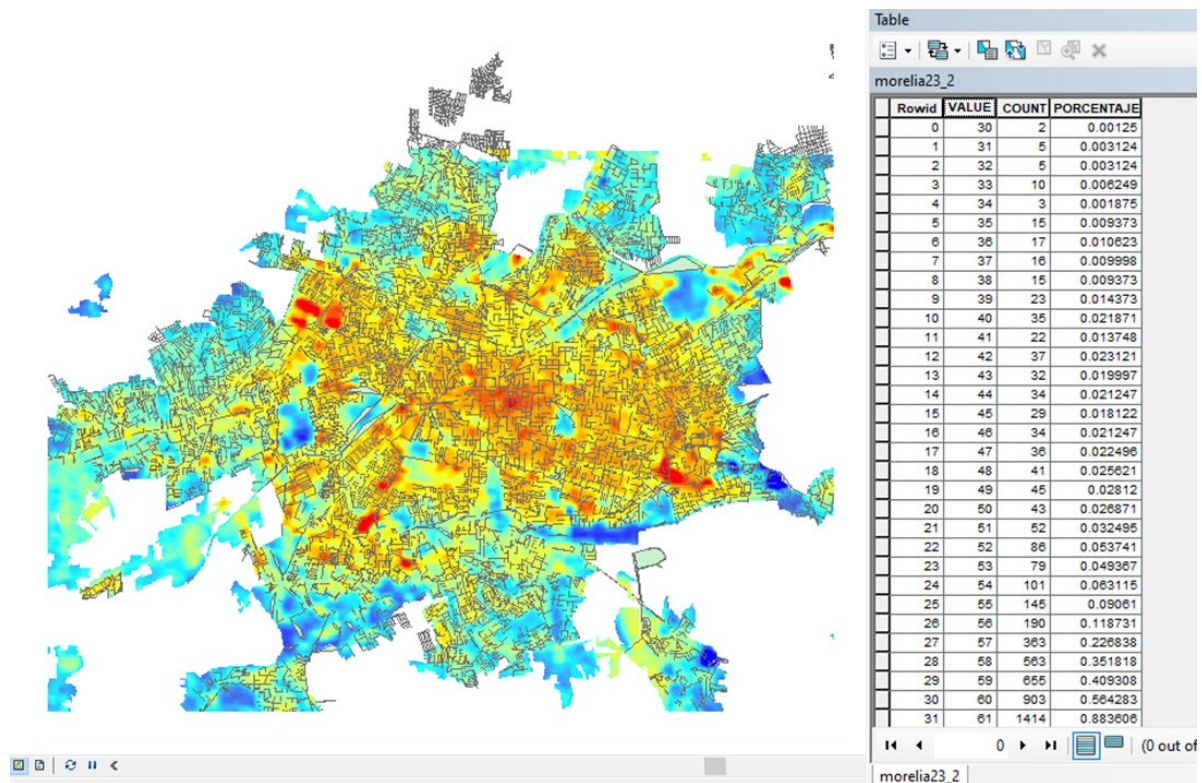 Table
morelia23_2
Rowid VALUE COUNT PORCENTAJE
0 30 2 0.00125
1 31 5 0.003124
2 32 5 0.003124
3 33 10 0.006249
4 34 3 0.001875
5 35 15 0.009373
6 36 17 0.010623
7 37 16 0.009998
8 38 15 0.009373
9 39 23 0.014373
10 40 35 0.021871
11 41 22 0.013748
12 42 37 0.023121
13 43 32 0.019997
14 44 34 0.021247
15 45 29 0.018122
16 46 34 0.021247
17 47 36 0.022496
18 48 41 0.025621
19 49 45 0.02812
20 50 43 0.026871
21 51 52 0.032495
22 52 86 0.053741
23 53 79 0.049367
24 54 101 0.063115
25 55 145 0.09061
26 56 190 0.118731
27 57 363 0.226838
28 58 563 0.351818
29 59 655 0.409308
30 60 903 0.564283
31 61 1414 0.883606
0 (0 out of
morelia23_2